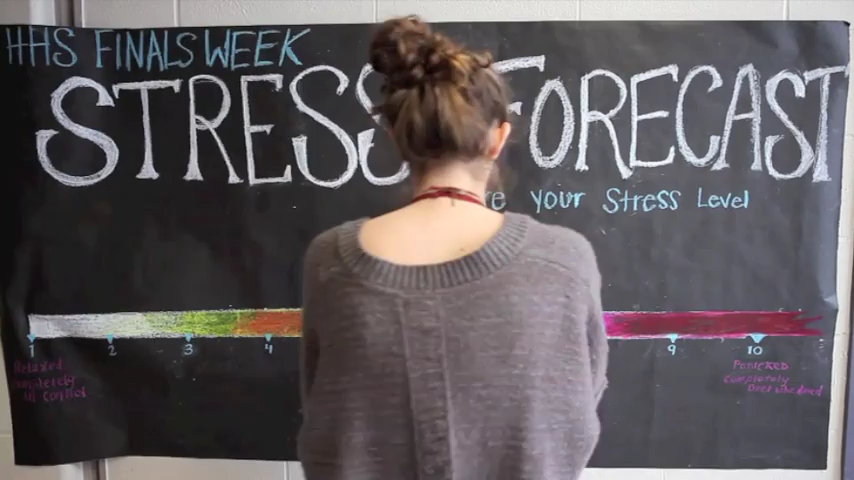 HHS FINALS WEEK
STRESS FORECAST
re your Stress Level
1 2 3 4 9 10
Relaxed Panicked
completely completely
in control Overwhelmed